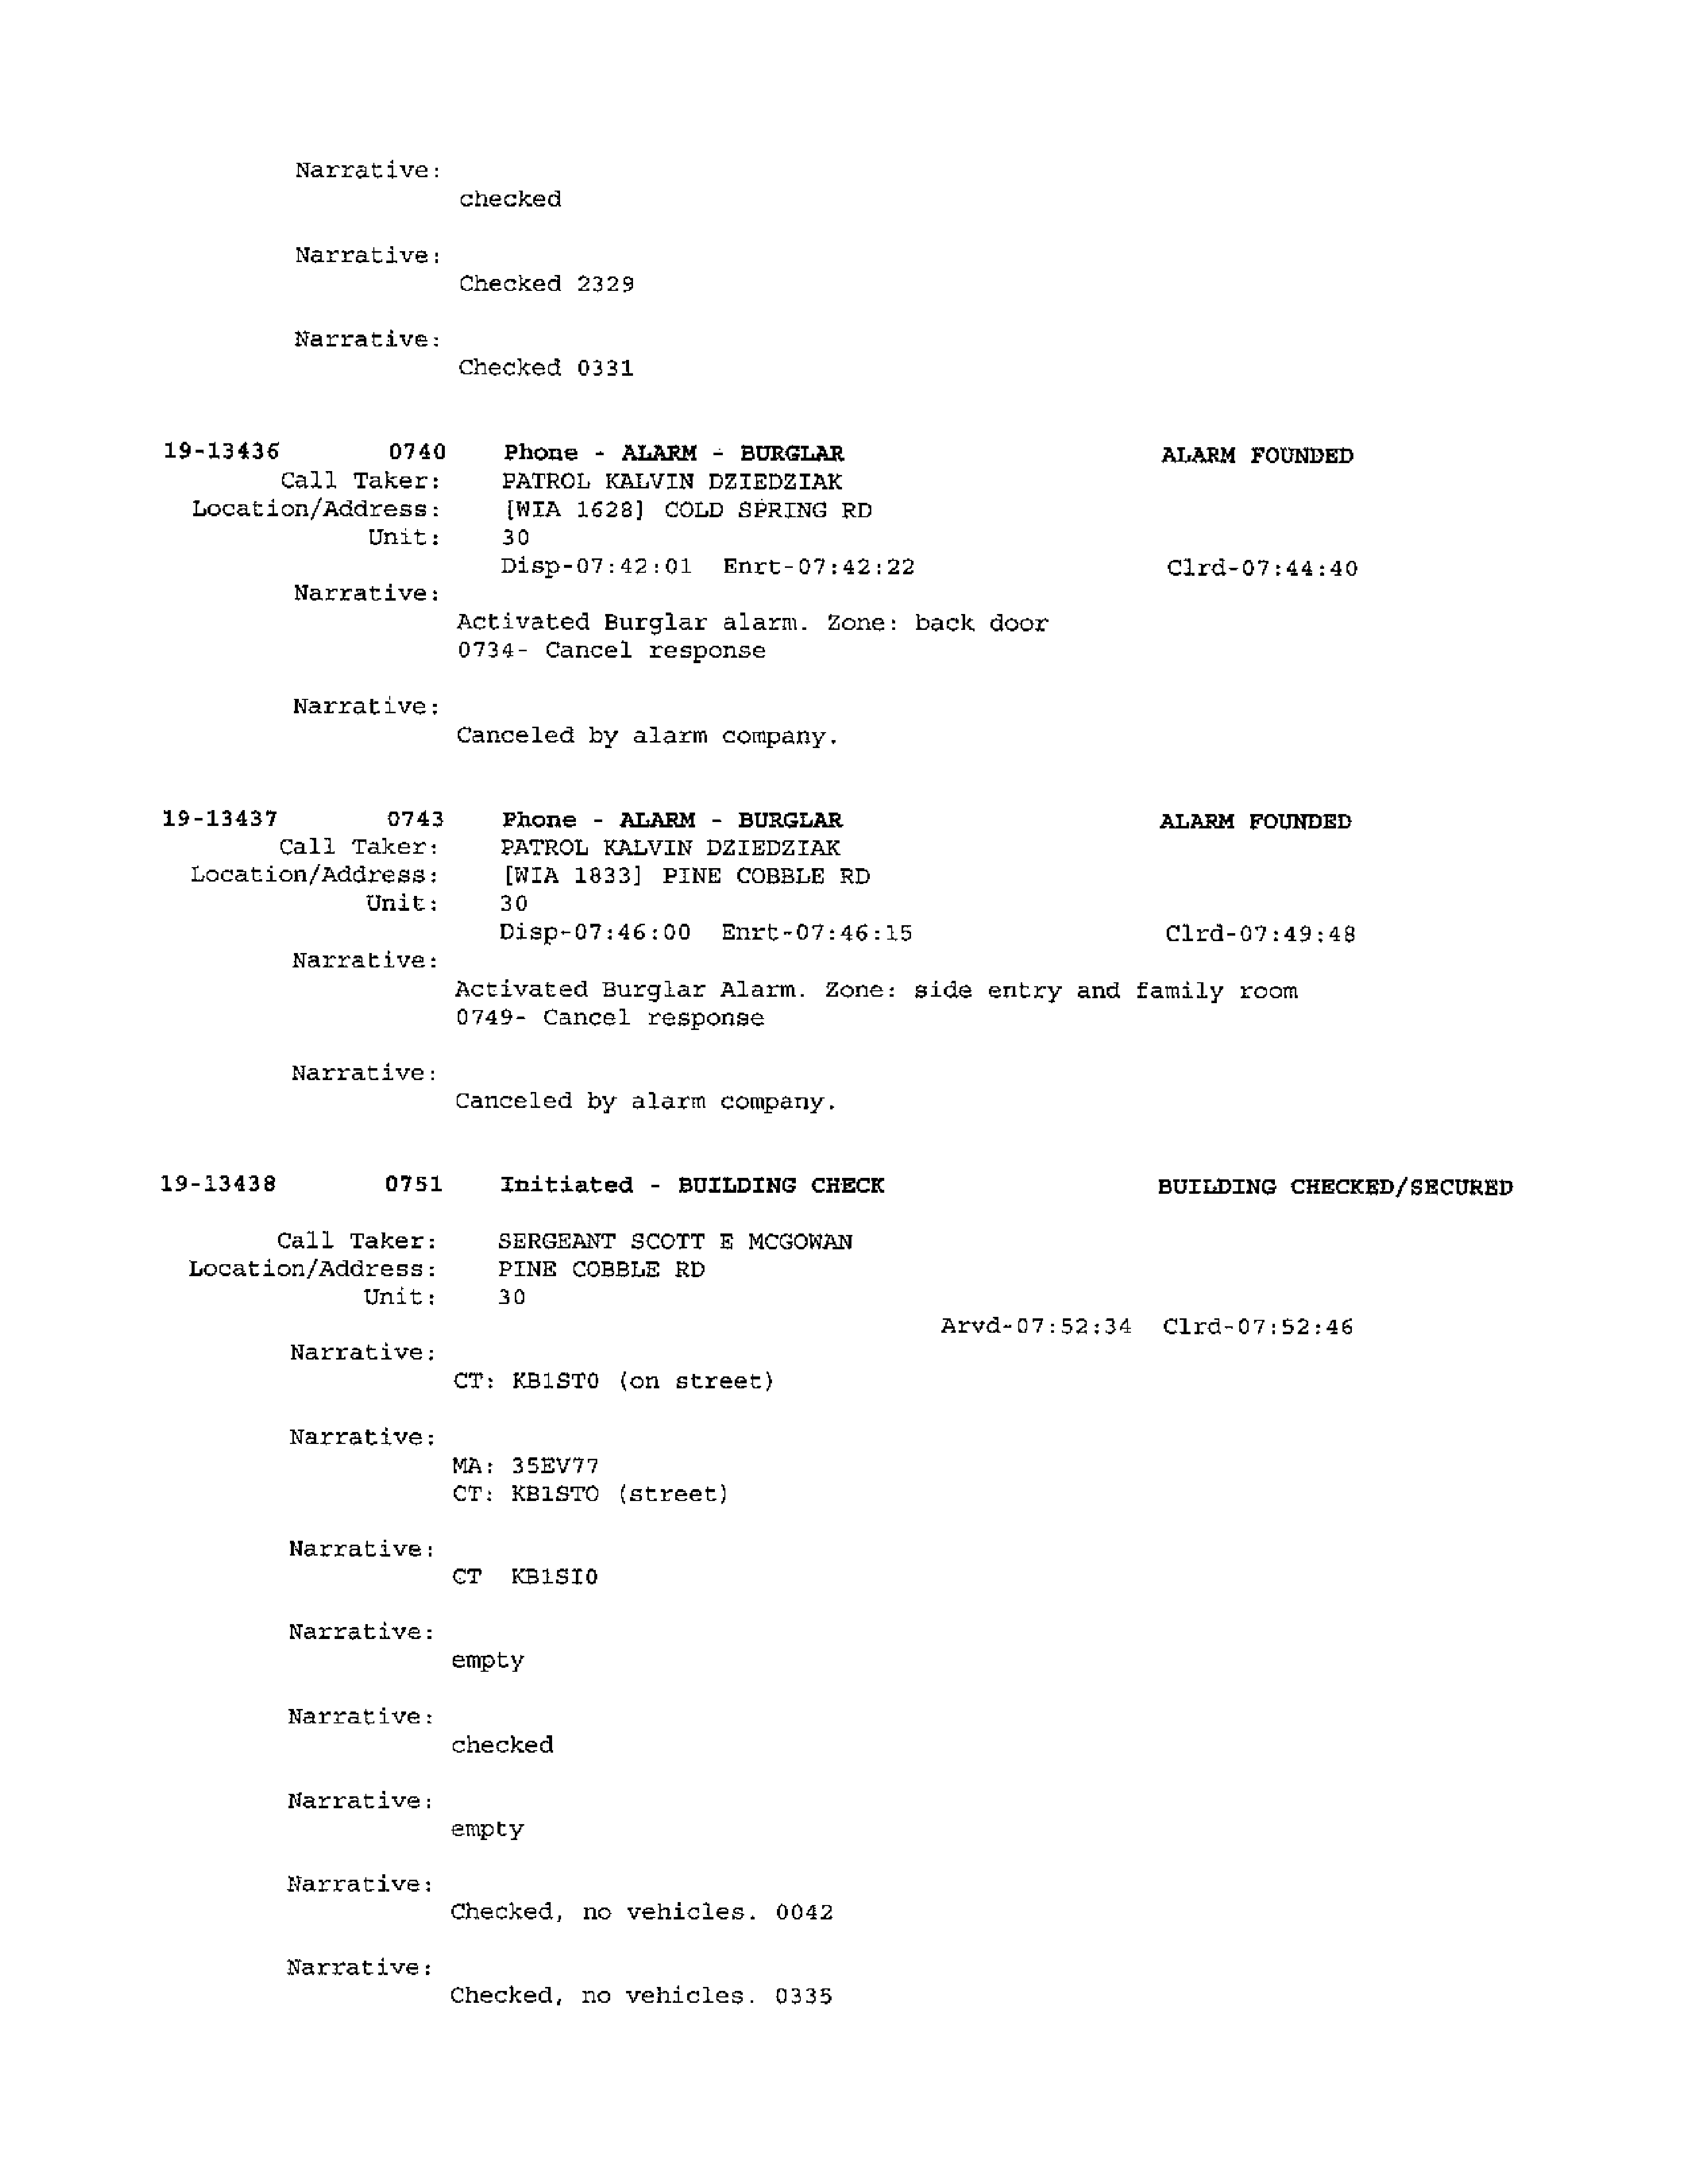 Narrative:
checked
Narrative:
Checked 2329
Narrative:
Checked 0331
19-13436 0740 Phone - ALARM - BURGLAR ALARM FOUNDED
Call Taker: PATROL KALVIN DZIEDZIAK
Location/Address: [WIA 1628] COLD SPRING RD
Unit: 30
Disp-07:42:01 Enrt-07:42:22 Clrd-07:44:40
Narrative:
Activated Burglar alarm. Zone: back door
0734- Cancel response
Narrative:
Canceled by alarm company.
19-13437 0743 Phone - ALARM - BURGLAR ALARM FOUNDED
Call Taker: PATROL KALVIN DZIEDZIAK
Location/Address: [WIA 1833] PINE COBBLE RD
Unit: 30
Disp-07:46:00 Enrt-07:46:15 Clrd-07:49:48
Narrative:
Activated Burglar Alarm. Zone: side entry and family room
0749- Cancel response
Narrative:
Canceled by alarm company.
19-13438 0751 Initiated - BUILDING CHECK BUILDING CHECKED/SECURED
Call Taker: SERGEANT SCOTT E MCGOWAN
Location/Address: PINE COBBLE RD
Unit: 30
Arvd-07:52:34 Clrd-07:52:46
Narrative:
CT: KB1STO (on street)
Narrative:
MA: 35EV77
CT: KB1STO (street)
Narrative:
CT KB1SI0
Narrative:
empty
Narrative:
checked
Narrative:
empty
Narrative:
Checked, no vehicles. 0042
Narrative:
Checked, no vehicles. 0335